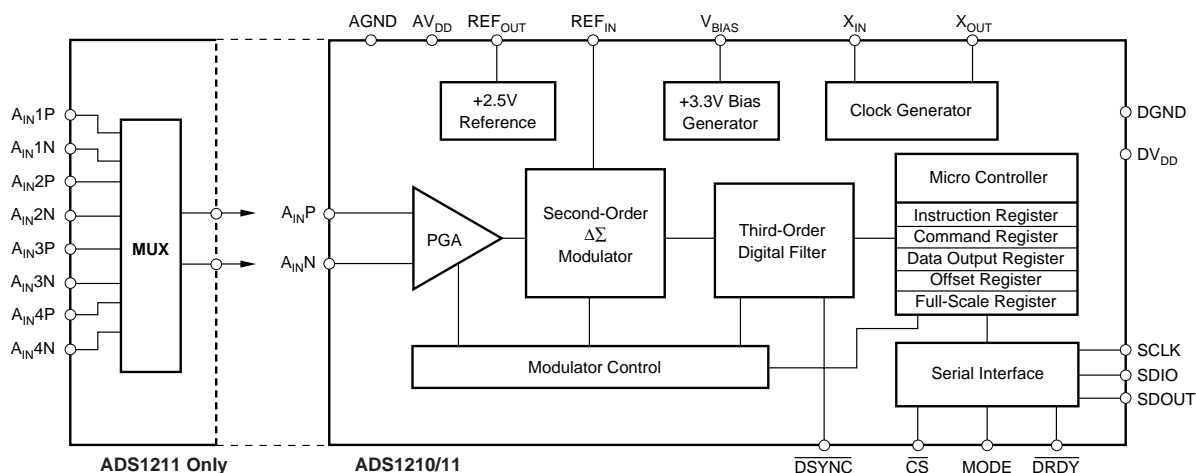 AGND AVDD REFOUT REFIN VBIAS XIN XOUT
+2.5V
Reference
+3.3V Bias
Generator
Clock Generator
DGND
DVDD
AIN1P
AIN1N
AIN2P
AIN2N
AIN3P
AIN3N
AIN4P
AIN4N
MUX
AINP
AINN
PGA
Second-Order
ΔΣ
Modulator
Third-Order
Digital Filter
Micro Controller
Instruction Register
Command Register
Data Output Register
Offset Register
Full-Scale Register
Modulator Control
Serial Interface
SCLK
SDIO
SDOUT
ADS1211 Only
ADS1210/11
DSYNC CS MODE DRDY